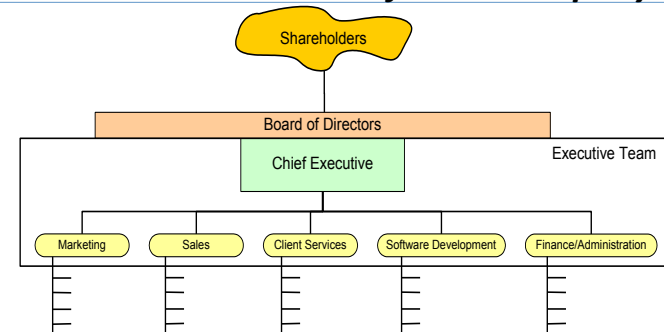 Shareholders
Board of Directors
Chief Executive
Executive Team
Marketing
Sales
Client Services
Software Development
Finance/Administration